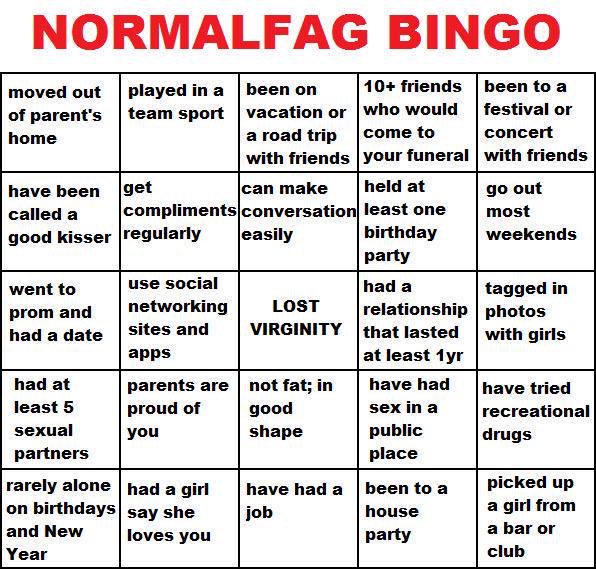 NORMALFAG BINGO
moved out
of parent's
home
played in a
team sport
been on
vacation or
a road trip
with friends
10+ friends
who would
come to
your funeral
been to a
festival or
concert
with friends
have been
called a
good kisser
get
compliments
regularly
can make
conversation
easily
held at
least one
birthday
party
go out
most
weekends
went to
prom and
had a date
use social
networking
sites and
apps
LOST
VIRGINITY
had a
relationship
that lasted
at least 1yr
tagged in
photos
with girls
had at
least 5
sexual
partners
parents are
proud of
you
not fat; in
good
shape
have had
sex in a
public
place
have tried
recreational
drugs
rarely alone
on birthdays
and New
Year
had a girl
say she
loves you
have had a
job
been to a
house
party
picked up
a girl from
a bar or
club